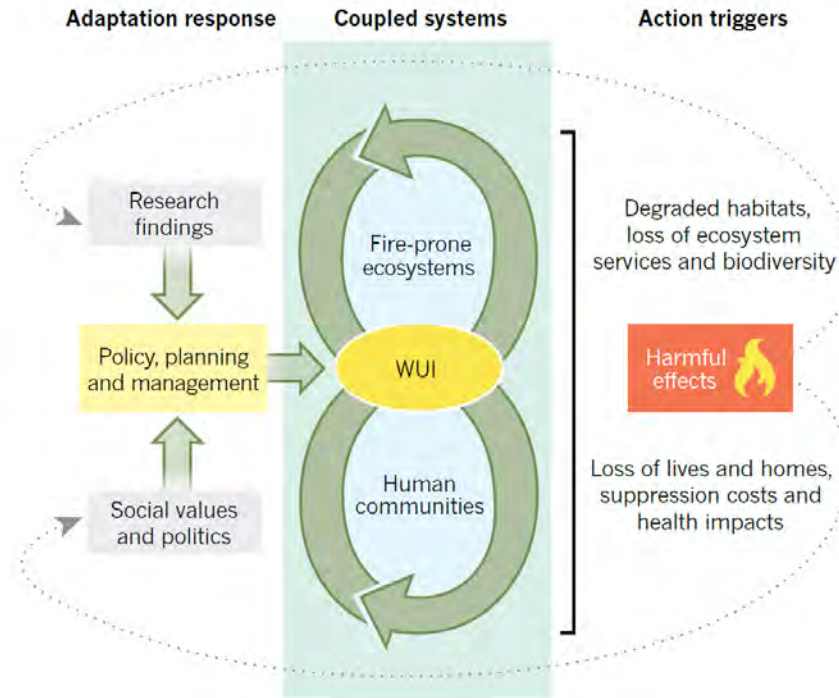 Adaptation response
Coupled systems
Action triggers
Research
findings
Policy, planning
and management
Social values
and politics
Fire-prone
ecosystems
WUI
Human
communities
Degraded habitats,
loss of ecosystem
services and biodiversity
Harmful
effects
Loss of lives and homes,
suppression costs and
health impacts